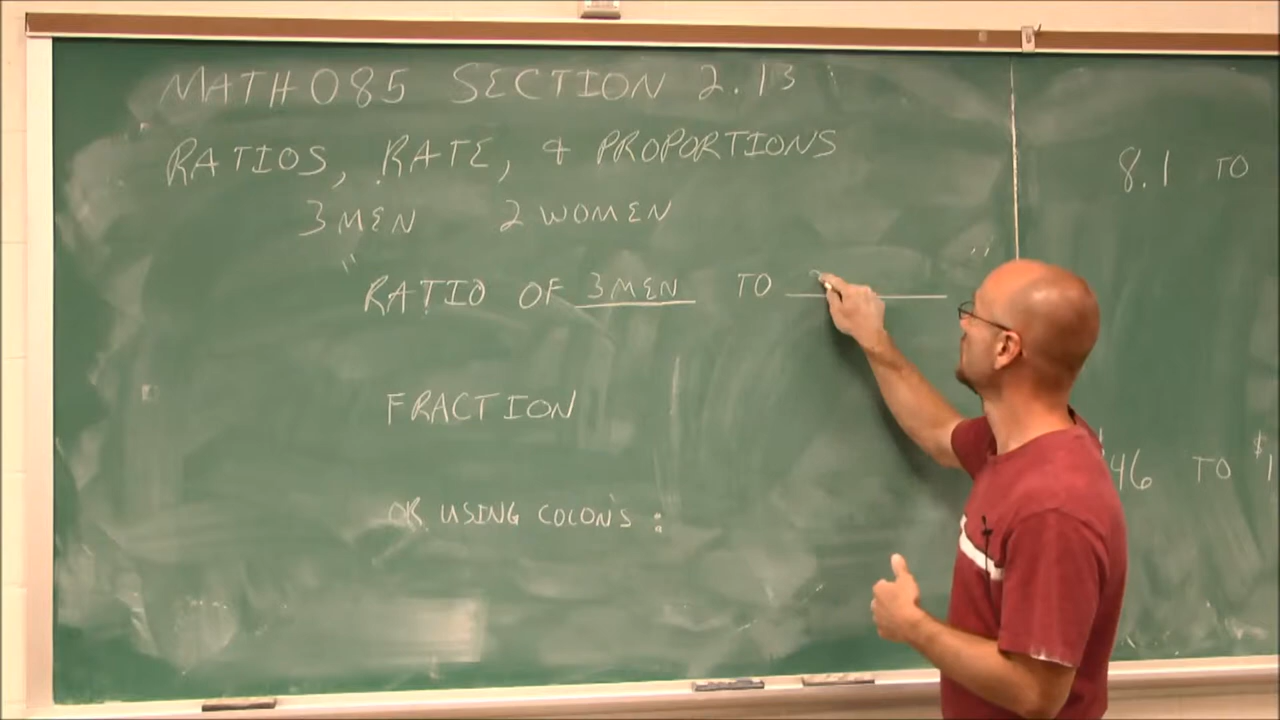 MATH 085 SECTION 2.13
RATIOS, RATE, + PROPORTIONS
3 MEN 2 WOMEN
"RATIO OF 3 MEN TO "
FRACTION
OR USING COLON'S :
8.1 TO
$46 TO $1